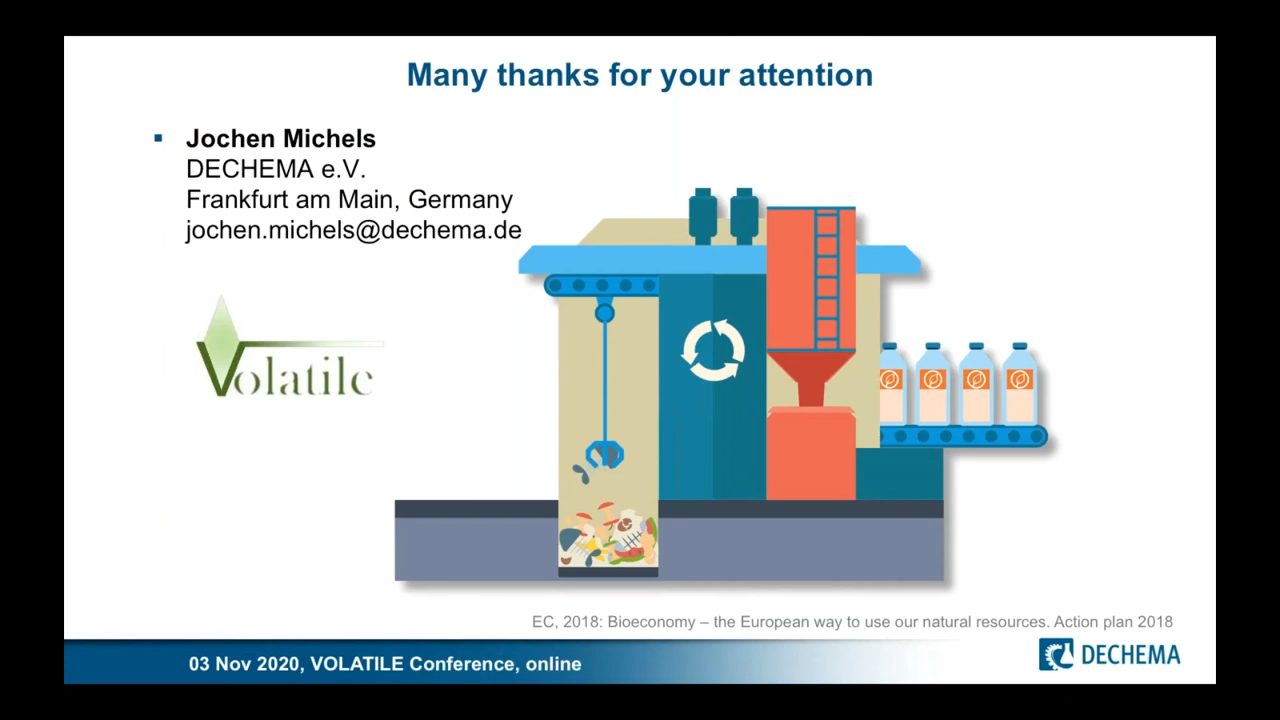 Many thanks for your attention
▪ Jochen Michels
DECHEMA e.V.
Frankfurt am Main, Germany
jochen.michels@dechema.de
Volatile
EC, 2018: Bioeconomy – the European way to use our natural resources. Action plan 2018
03 Nov 2020, VOLATILE Conference, online
DECHEMA